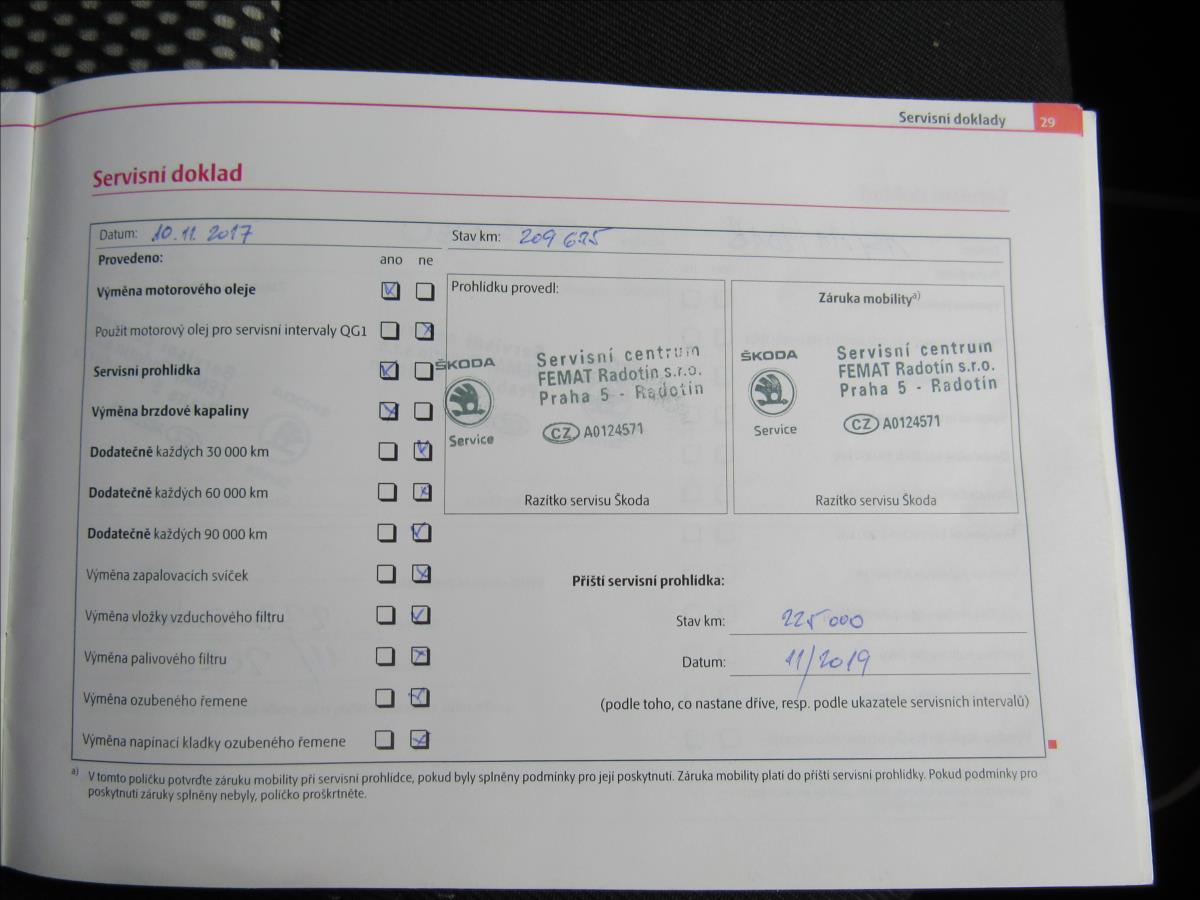 Servisní doklady 29
Servisní doklad
Datum: 10.11.2017 Stav km: 209 635
Provedeno: ano ne
Výměna motorového oleje
Použit motorový olej pro servisní intervaly QG1
Servisní prohlídka
Výměna brzdové kapaliny
Dodatečně každých 30 000 km
Dodatečně každých 60 000 km
Dodatečně každých 90 000 km
Výměna zapalovacích svíček
Výměna vložky vzduchového filtru
Výměna palivového filtru
Výměna ozubeného řemene
Výměna napínací kladky ozubeného řemene
Prohlídku provedl:
ŠKODA
Service
Servisní centrum
FEMAT Radotín s.r.o.
Praha 5 - Radotín
CZ A0124571
Razítko servisu Škoda
Záruka mobility a)
ŠKODA
Service
Servisní centrum
FEMAT Radotín s.r.o.
Praha 5 - Radotín
CZ A0124571
Razítko servisu Škoda
Příští servisní prohlídka:
Stav km: 225 000
Datum: 11/2019
(podle toho, co nastane dříve, resp. podle ukazatele servisních intervalů)
a) V tomto políčku potvrďte záruku mobility při servisní prohlídce, pokud byly splněny podmínky pro její poskytnutí. Záruka mobility platí do příští servisní prohlídky. Pokud podmínky pro
poskytnutí záruky splněny nebyly, políčko proškrtněte.